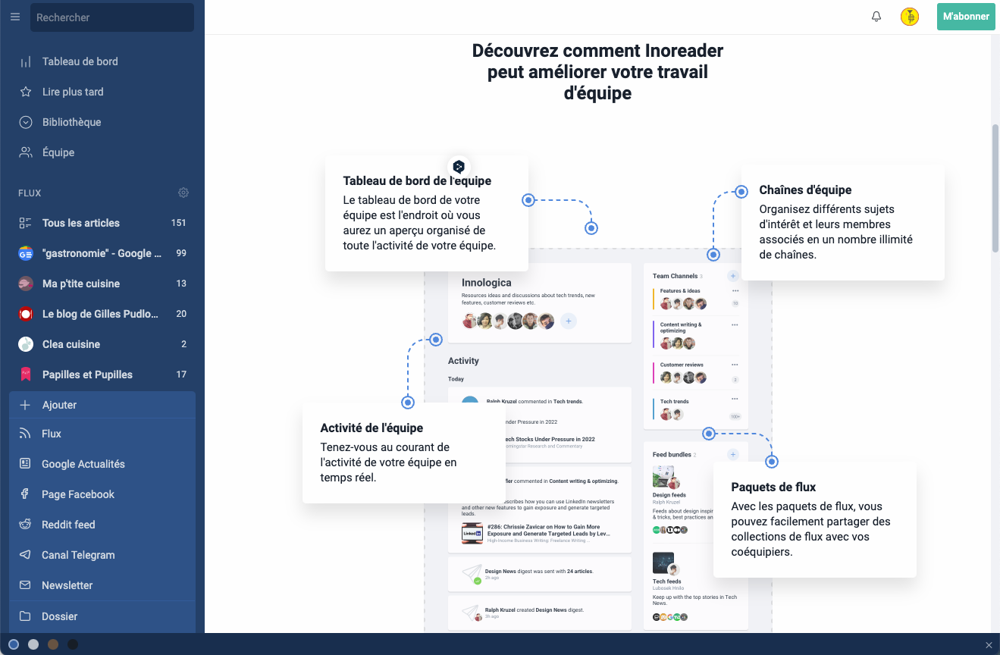 Rechercher
Tableau de bord
Lire plus tard
Bibliothèque
Équipe
FLUX
Tous les articles 151
"gastronomie" - Google ... 99
Ma p'tite cuisine 13
Le blog de Gilles Pudlo... 20
Clea cuisine 2
Papilles et Pupilles 17
Ajouter
Flux
Google Actualités
Page Facebook
Reddit feed
Canal Telegram
Newsletter
Dossier
M'abonner
Découvrez comment Inoreader
peut améliorer votre travail
d'équipe
Tableau de bord de l'équipe
Le tableau de bord de votre
équipe est l'endroit où vous
aurez un aperçu organisé de
toute l'activité de votre équipe.
Chaînes d'équipe
Organisez différents sujets
d'intérêt et leurs membres
associés en un nombre illimité
de chaînes.
Innologica
Resources ideas and discussions about tech trends, new
features, customer reviews etc.
Activity
Today
Ralph Kruzel commented in Tech trends.
nder Pressure in 2022
ech Stocks Under Pressure in 2022
orningstar Research and Commentary
Activité de l'équipe
Tenez-vous au courant de
l'activité de votre équipe en
temps réel.
fler commented in Content writing & optimizing.
scribes how you can use LinkedIn newsletters
and other new features to gain exposure and generate targeted
leads.
LinkedIn
#286: Chrissie Zavicar on How to Gain More
Exposure and Generate Targeted Leads by Lev...
High-Income Business Writing: Freelance Writing ...
Design News digest was sent with 24 articles.
2h ago
Ralph Kruzel created Design News digest.
3h ago
Team Channels 3
Features & ideas
10
Content writing &
optimizing
Customer reviews
2
Tech trends
100+
Feed bundles 2
Design feeds
Ralph Kruzel
Feeds about design inspir
& tricks, best practices an
Tech feeds
Lubosek Hnilo
Keep up with the top stories in Tech
News.
Paquets de flux
Avec les paquets de flux, vous
pouvez facilement partager des
collections de flux avec vos
coéquipiers.